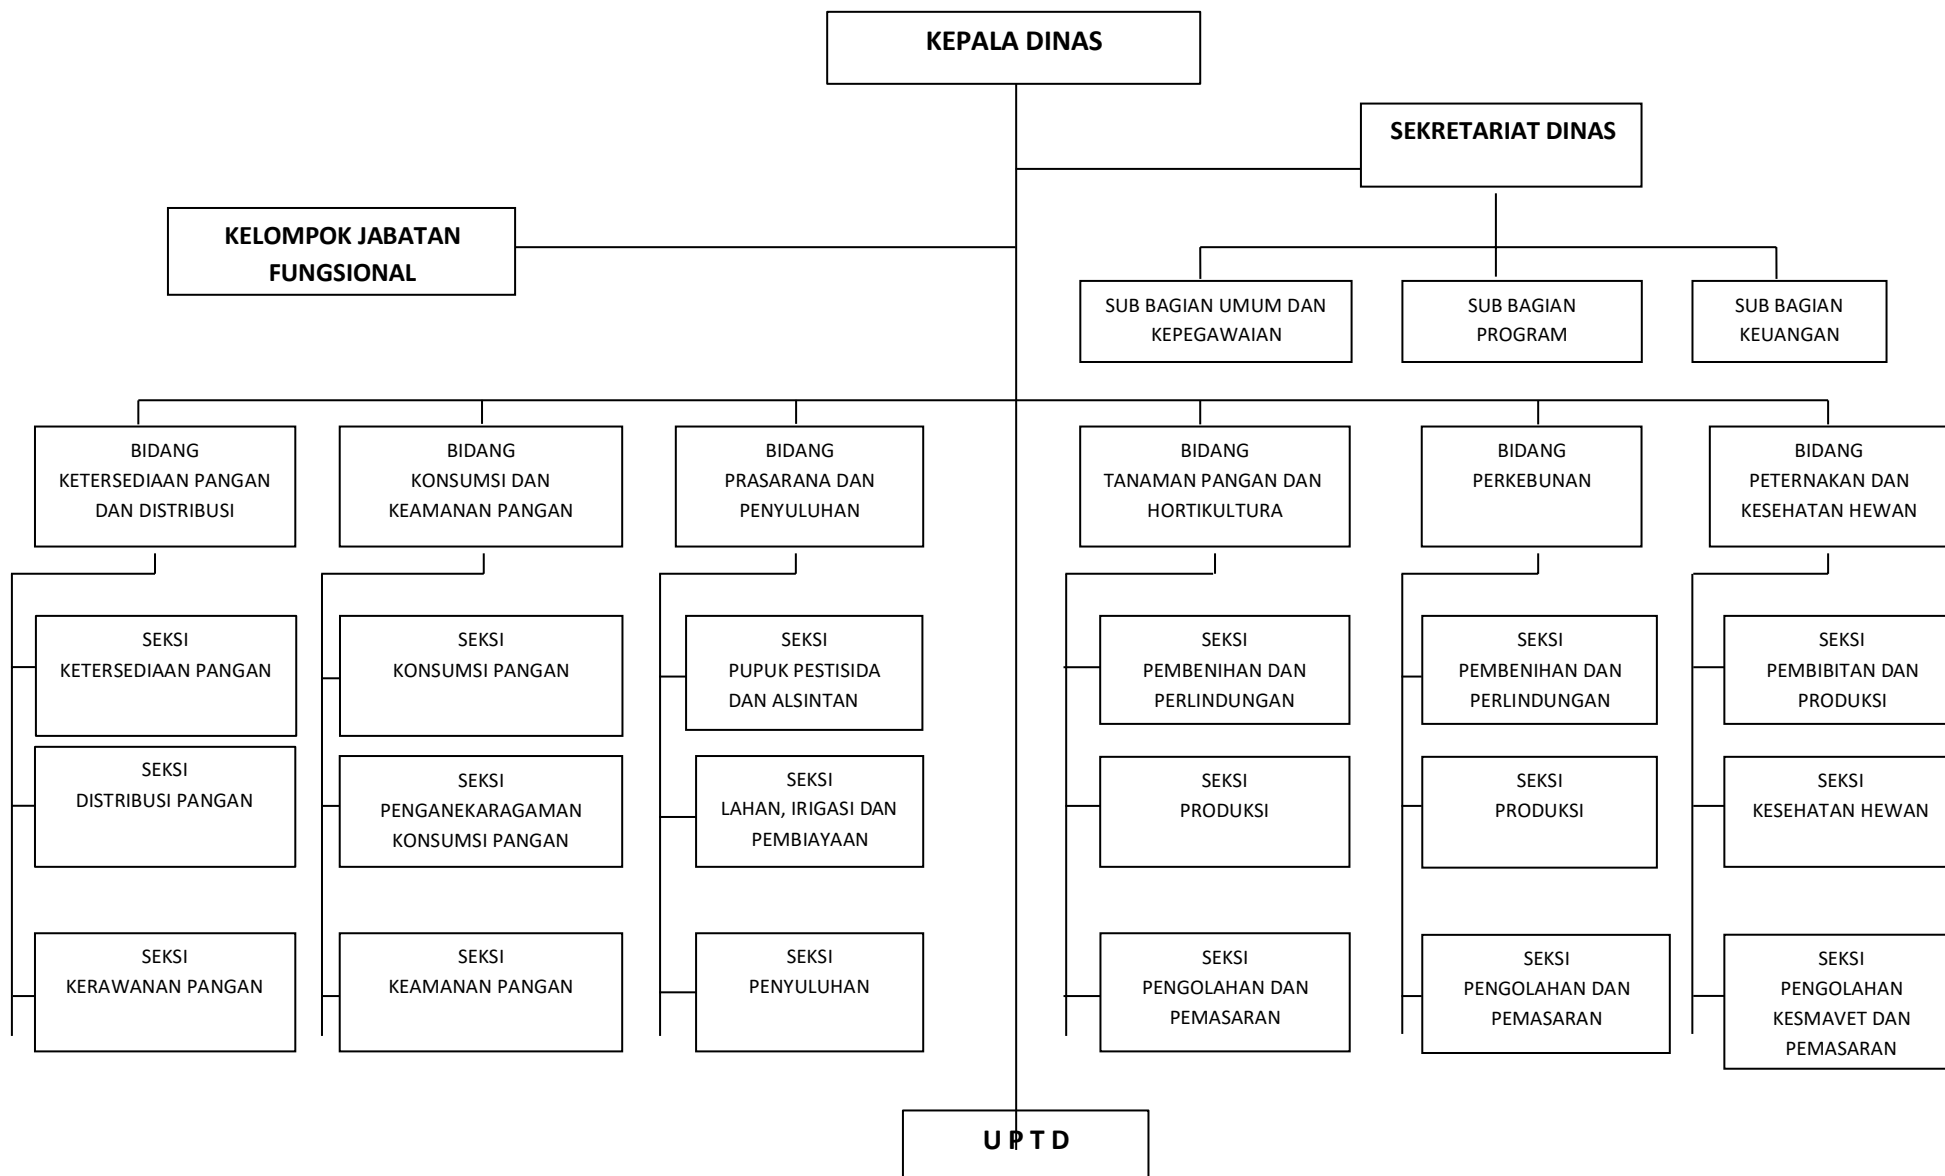 KEPALA DINAS
SEKRETARIAT DINAS
KELOMPOK JABATAN
FUNGSIONAL
SUB BAGIAN UMUM DAN
KEPEGAWAIAN
SUB BAGIAN
PROGRAM
SUB BAGIAN
KEUANGAN
BIDANG
KETERSEDIAAN PANGAN
DAN DISTRIBUSI
BIDANG
KONSUMSI DAN
KEAMANAN PANGAN
BIDANG
PRASARANA DAN
PENYULUHAN
BIDANG
TANAMAN PANGAN DAN
HORTIKULTURA
BIDANG
PERKEBUNAN
BIDANG
PETERNAKAN DAN
KESEHATAN HEWAN
SEKSI
KETERSEDIAAN PANGAN
SEKSI
KONSUMSI PANGAN
SEKSI
PUPUK PESTISIDA
DAN ALSINTAN
SEKSI
PEMBENIHAN DAN
PERLINDUNGAN
SEKSI
PEMBENIHAN DAN
PERLINDUNGAN
SEKSI
PEMBIBITAN DAN
PRODUKSI
SEKSI
DISTRIBUSI PANGAN
SEKSI
PENGANEKARAGAMAN
KONSUMSI PANGAN
SEKSI
LAHAN, IRIGASI DAN
PEMBIAYAAN
SEKSI
PRODUKSI
SEKSI
PRODUKSI
SEKSI
KESEHATAN HEWAN
SEKSI
KERAWANAN PANGAN
SEKSI
KEAMANAN PANGAN
SEKSI
PENYULUHAN
SEKSI
PENGOLAHAN DAN
PEMASARAN
SEKSI
PENGOLAHAN DAN
PEMASARAN
SEKSI
PENGOLAHAN
KESMAVET DAN
PEMASARAN
U P T D